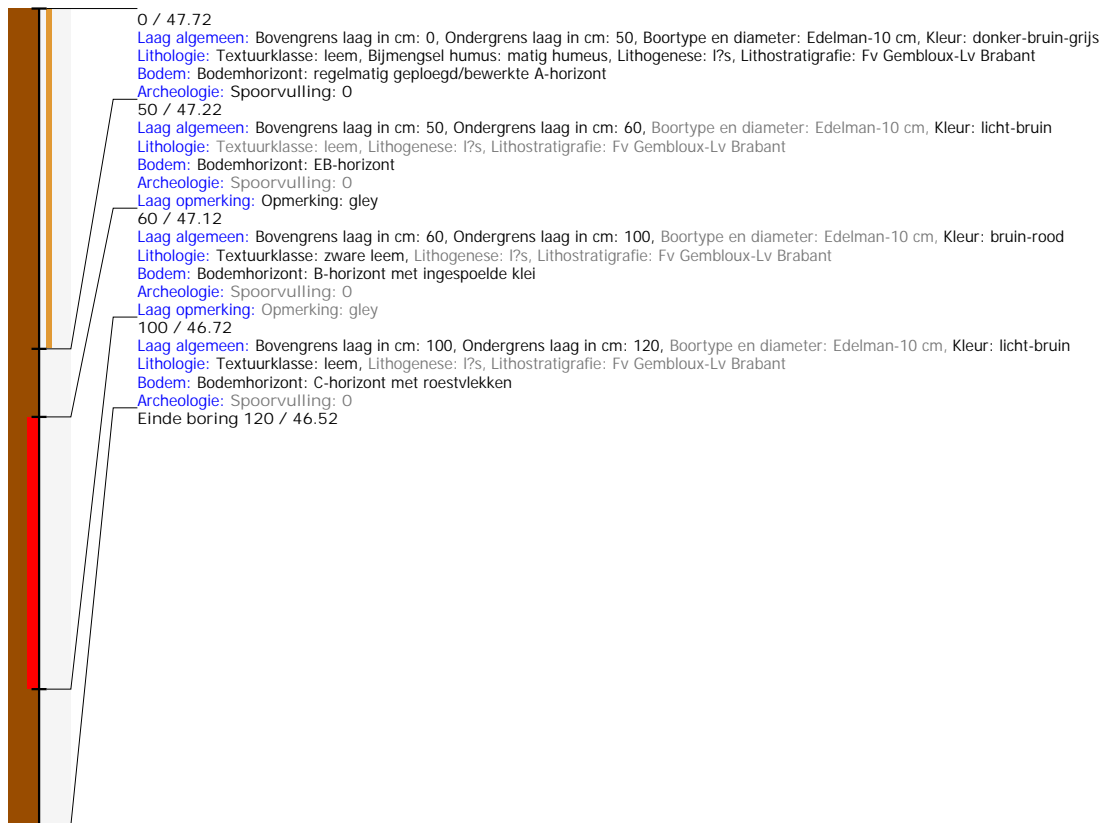 0 / 47.72
Laag algemeen: Bovengrens laag in cm: 0, Ondergrens laag in cm: 50, Boortype en diameter: Edelman-10 cm, Kleur: donker-bruin-grijs
Lithologie: Textuurklasse: leem, Bijmengsel humus: matig humeus, Lithogenese: l?s, Lithostratigrafie: Fv Gembloux-Lv Brabant
Bodem: Bodemhorizont: regelmatig geploegd/bewerkte A-horizont
Archeologie: Spoorvulling: 0
50 / 47.22
Laag algemeen: Bovengrens laag in cm: 50, Ondergrens laag in cm: 60, Boortype en diameter: Edelman-10 cm, Kleur: licht-bruin
Lithologie: Textuurklasse: leem, Lithogenese: l?s, Lithostratigrafie: Fv Gembloux-Lv Brabant
Bodem: Bodemhorizont: EB-horizont
Archeologie: Spoorvulling: 0
Laag opmerking: Opmerking: gley
60 / 47.12
Laag algemeen: Bovengrens laag in cm: 60, Ondergrens laag in cm: 100, Boortype en diameter: Edelman-10 cm, Kleur: bruin-rood
Lithologie: Textuurklasse: zware leem, Lithogenese: l?s, Lithostratigrafie: Fv Gembloux-Lv Brabant
Bodem: Bodemhorizont: B-horizont met ingespoelde klei
Archeologie: Spoorvulling: 0
Laag opmerking: Opmerking: gley
100 / 46.72
Laag algemeen: Bovengrens laag in cm: 100, Ondergrens laag in cm: 120, Boortype en diameter: Edelman-10 cm, Kleur: licht-bruin
Lithologie: Textuurklasse: leem, Lithogenese: l?s, Lithostratigrafie: Fv Gembloux-Lv Brabant
Bodem: Bodemhorizont: C-horizont met roestvlekken
Archeologie: Spoorvulling: 0
Einde boring 120 / 46.52